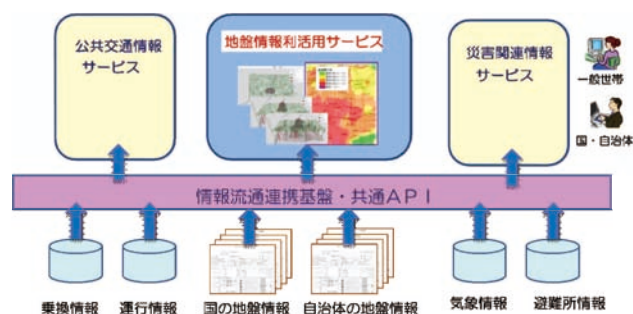 公共交通情報
サービス
地盤情報利活用サービス
災害関連情報
サービス
一般世帯
国・自治体
情報流通連携基盤・共通API
乗換情報
運行情報
国の地盤情報
自治体の地盤情報
気象情報
避難所情報